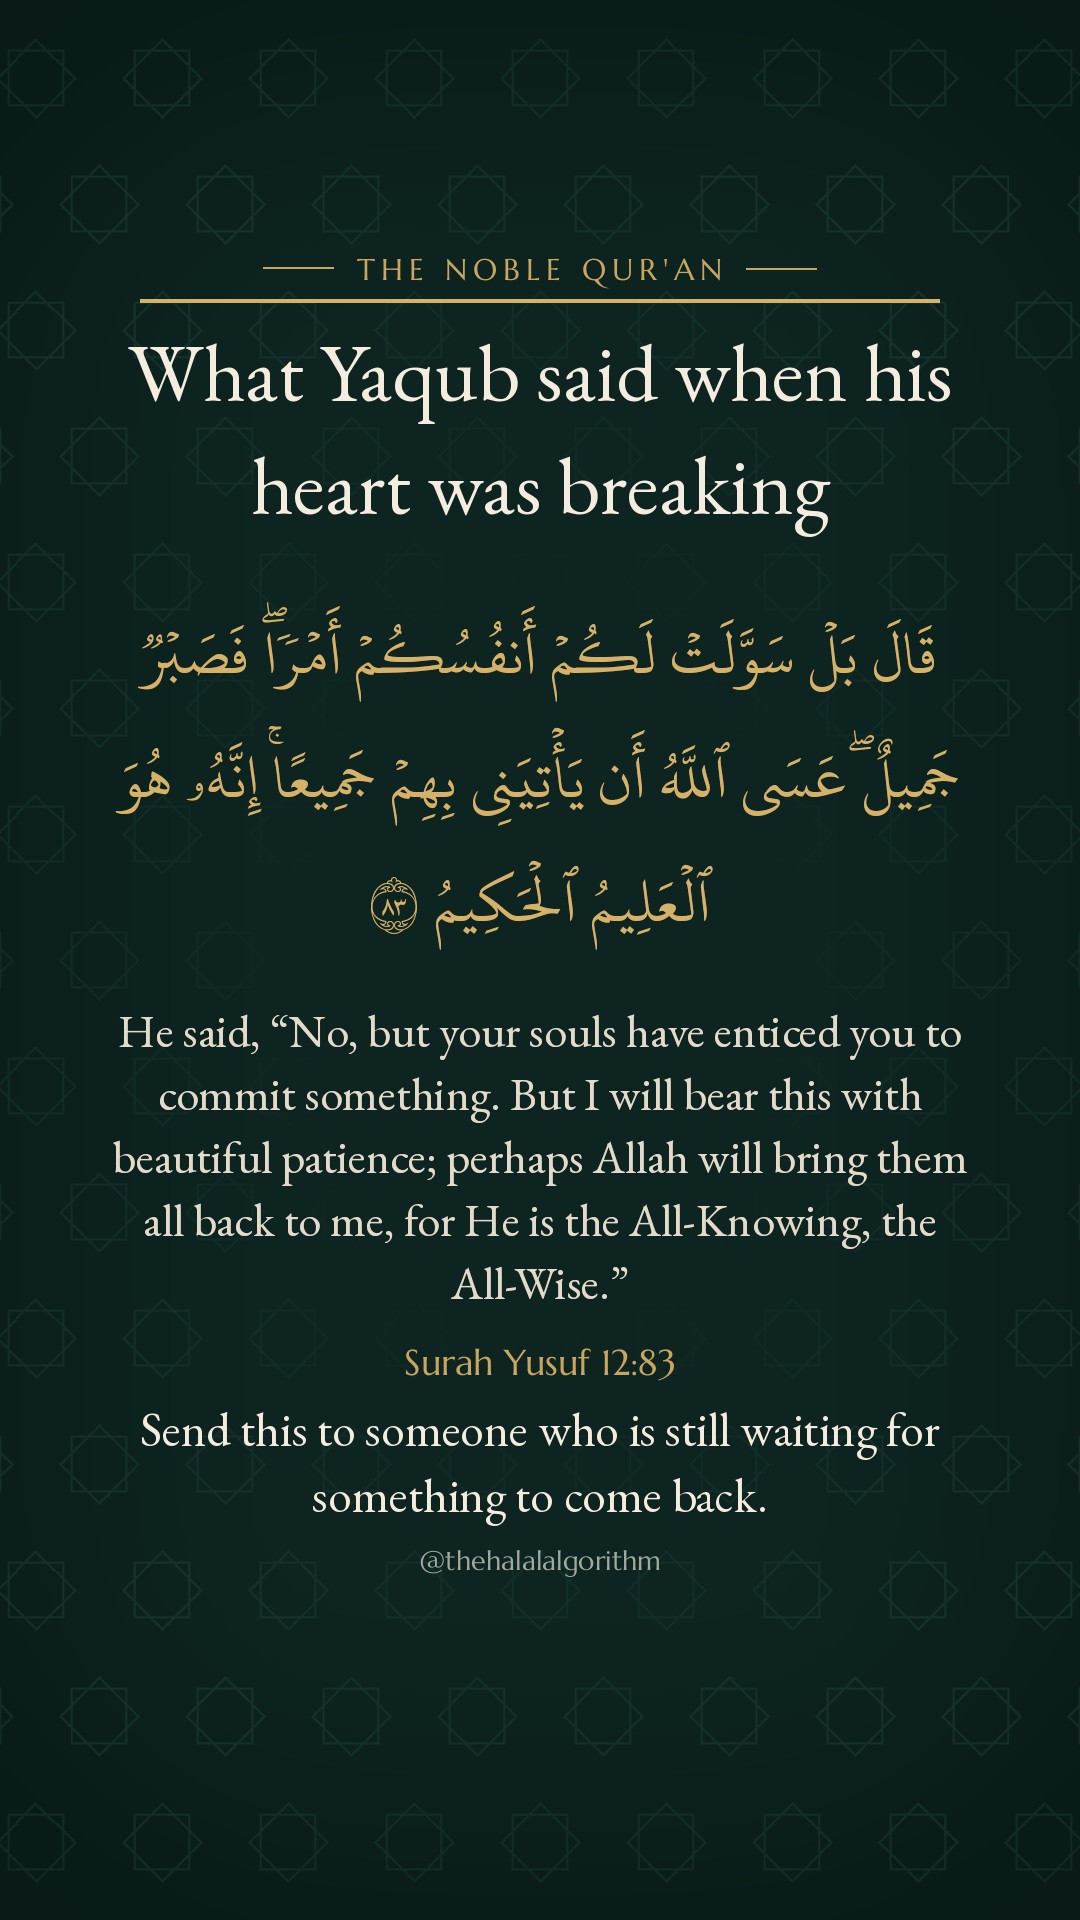 THE NOBLE QUR'AN
What Yaqub said when his
heart was breaking
قَالَ بَلْ سَوَّلَتْ لَكُمْ أَنفُسُكُمْ أَمْرًۭا ۖ فَصَبْرٌۭ
جَمِيلٌ ۖ عَسَى ٱللَّهُ أَن يَأْتِيَنِى بِهِمْ جَمِيعًا ۚ إِنَّهُۥ هُوَ
ٱلْعَلِيمُ ٱلْحَكِيمُ ٨٣
He said, “No, but your souls have enticed you to
commit something. But I will bear this with
beautiful patience; perhaps Allah will bring them
all back to me, for He is the All-Knowing, the
All-Wise.”
Surah Yusuf 12:83
Send this to someone who is still waiting for
something to come back.
@thehalalalgorithm